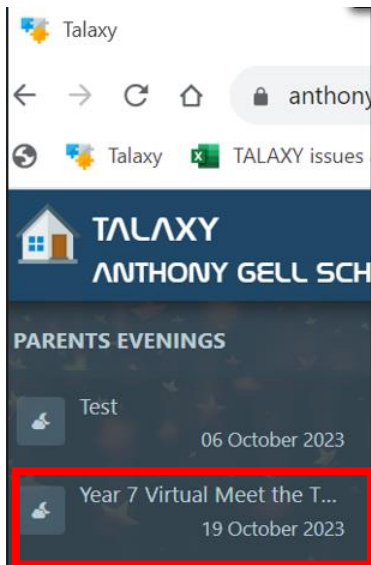 Talaxy
anthony
Talaxy TALAXY issues
TALAXY
ANTHONY GELL SCH
PARENTS EVENINGS
Test
06 October 2023
Year 7 Virtual Meet the T...
19 October 2023